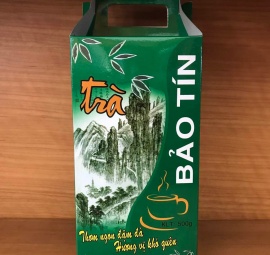 trà
BẢO TÍN
Thơm ngon đậm đà
Hương vị khó quên